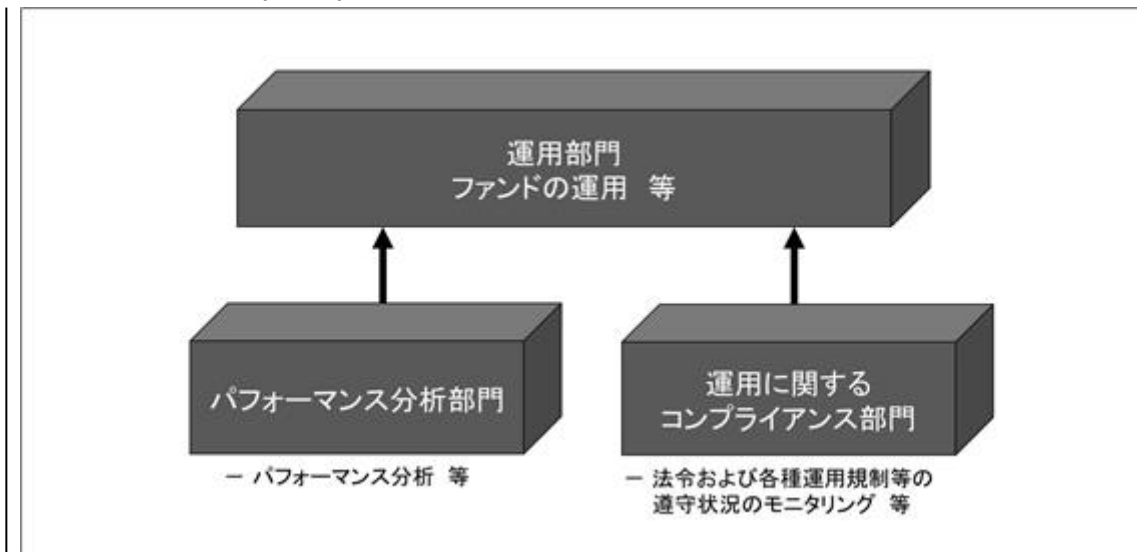 運用部門
ファンドの運用 等
パフォーマンス分析部門
－ パフォーマンス分析 等
運用に関する
コンプライアンス部門
－ 法令および各種運用規制等の
遵守状況のモニタリング 等